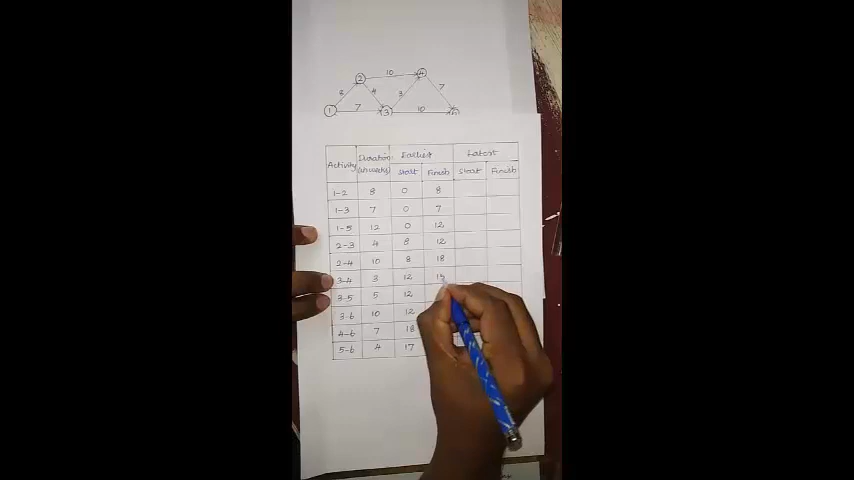 2 10 4
8 4 3 7
1 7 3 10
Activity Duration (weeks) Earliest Latest
Start Finish Start Finish
1-2 8 0 8
1-3 7 0 7
1-5 12 0 12
2-3 4 8 12
2-4 10 8 18
3-4 3 12 15
3-5 5 12
3-6 10 12
4-6 7 18
5-6 4 17